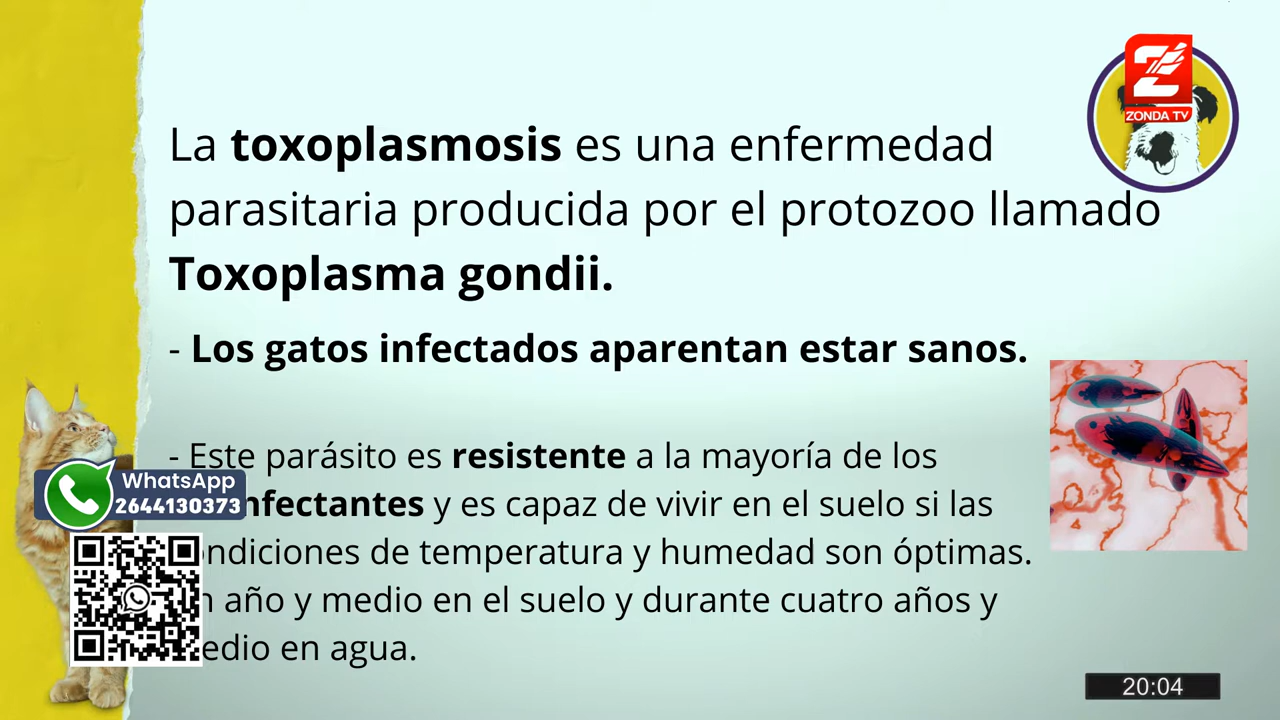 ZONDA TV
La toxoplasmosis es una enfermedad
parasitaria producida por el protozoo llamado
Toxoplasma gondii.
- Los gatos infectados aparentan estar sanos.
- Este parásito es resistente a la mayoría de los
nfectantes y es capaz de vivir en el suelo si las
ondiciones de temperatura y humedad son óptimas.
n año y medio en el suelo y durante cuatro años y
edio en agua.
WhatsApp
2644130373
20:04